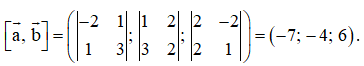 [a⃗, b⃗] = (|−2 1; 1 3|; |1 2; 3 2|; |2 −2; 2 1|) = (−7; −4; 6).